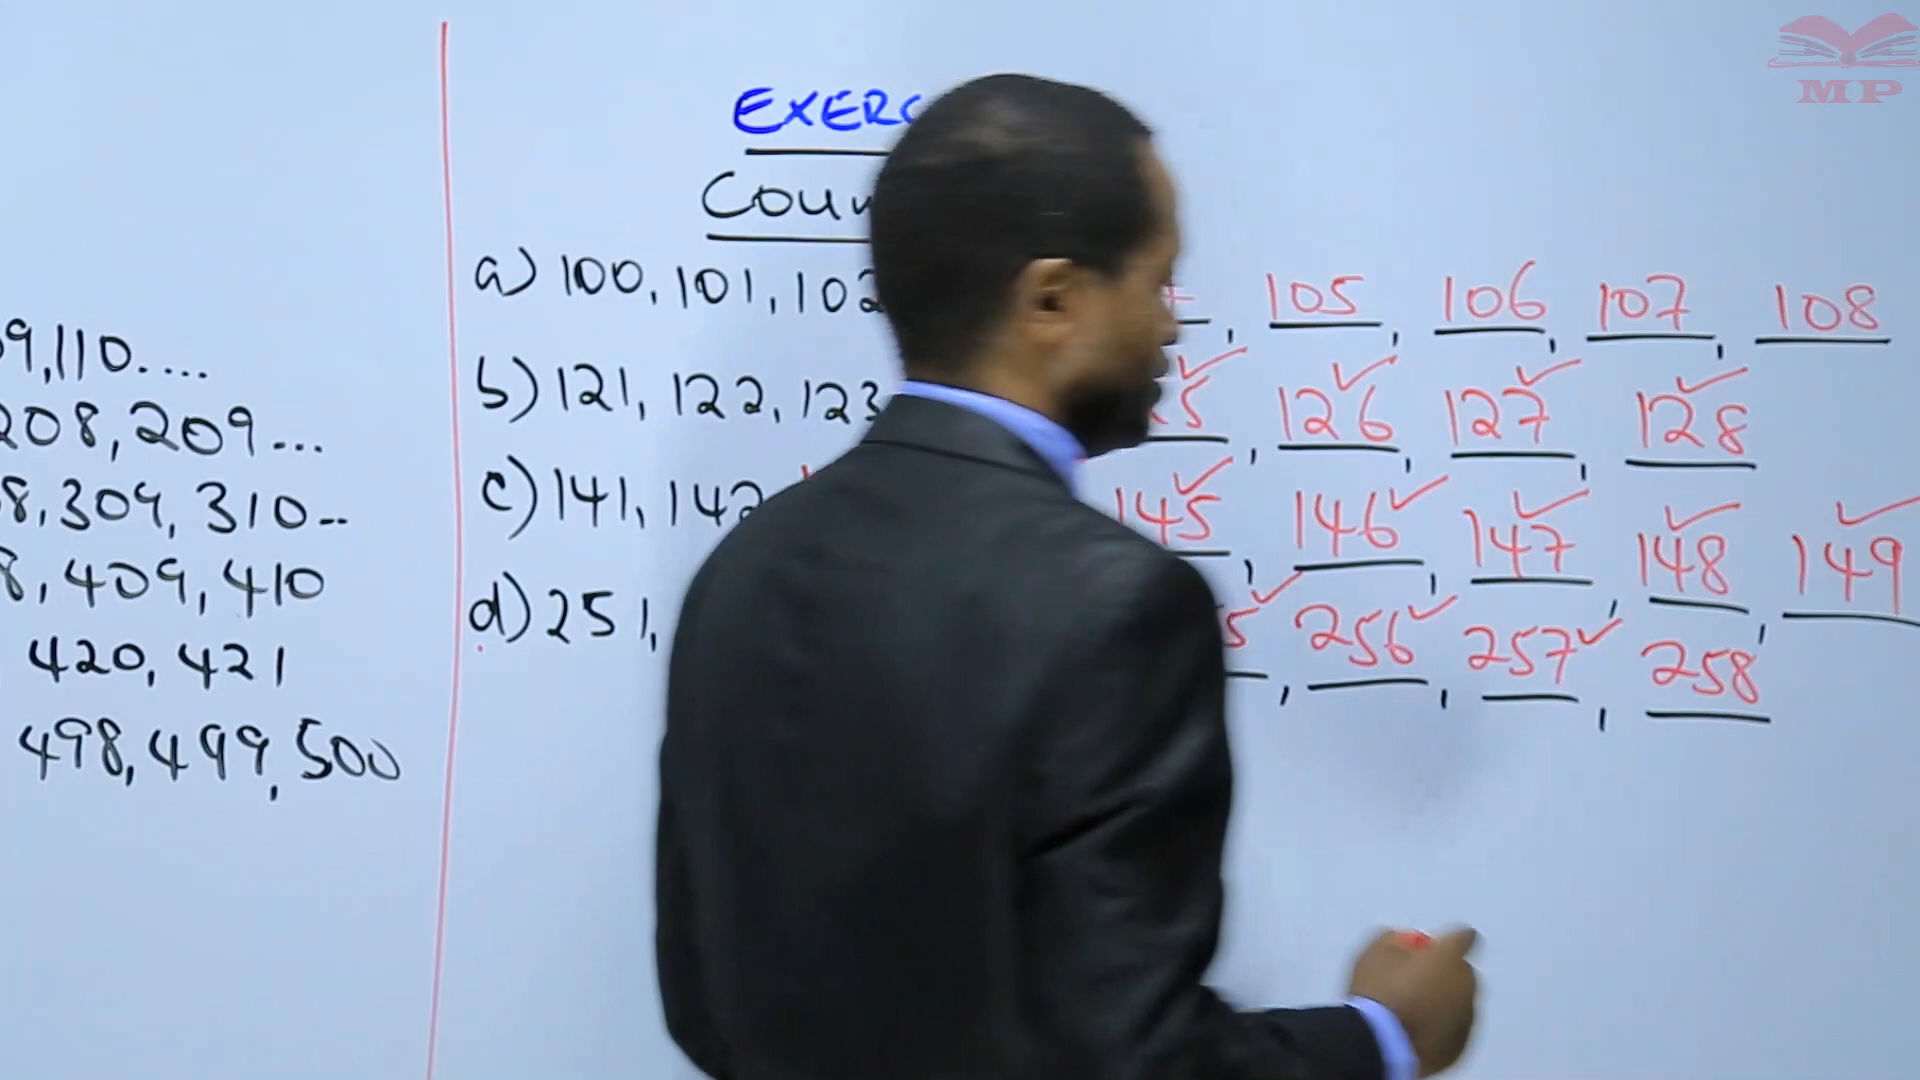 MP
9,110....
208,209...
8,309,310--
8,409,410
420,421
498,499,500
EXERC
Coun
a) 100,101,102 105, 106, 107, 108
b) 121, 122, 123 25, 126, 127, 128
c) 141, 142 145, 146, 147, 148, 149
d) 251, 5, 256, 257, 258